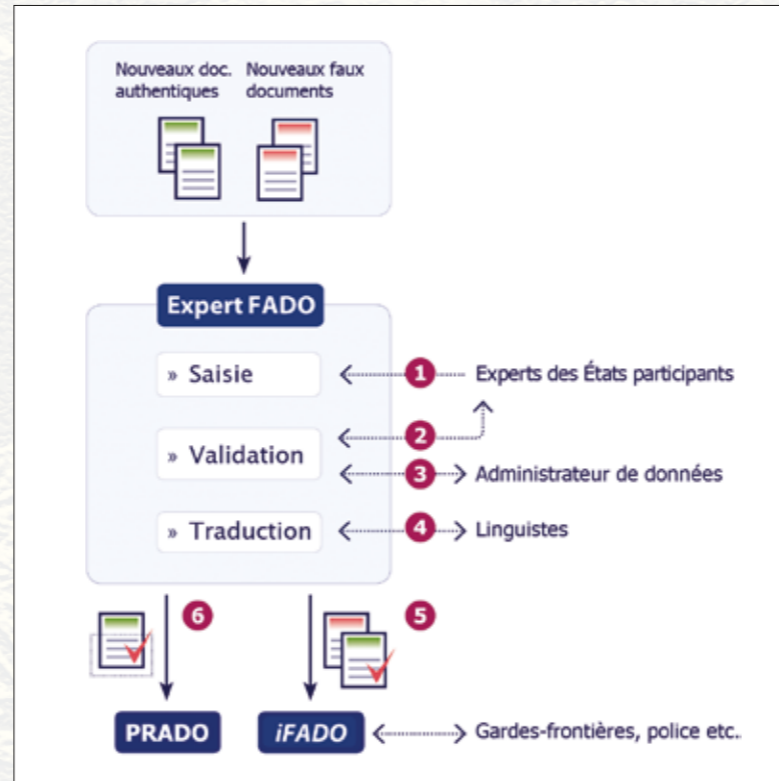 Nouveaux doc. authentiques
Nouveaux faux documents
Expert FADO
» Saisie
1
Experts des États participants
2
» Validation
3
Administrateur de données
» Traduction
4
Linguistes
6
5
PRADO
iFADO
Gardes-frontières, police etc.